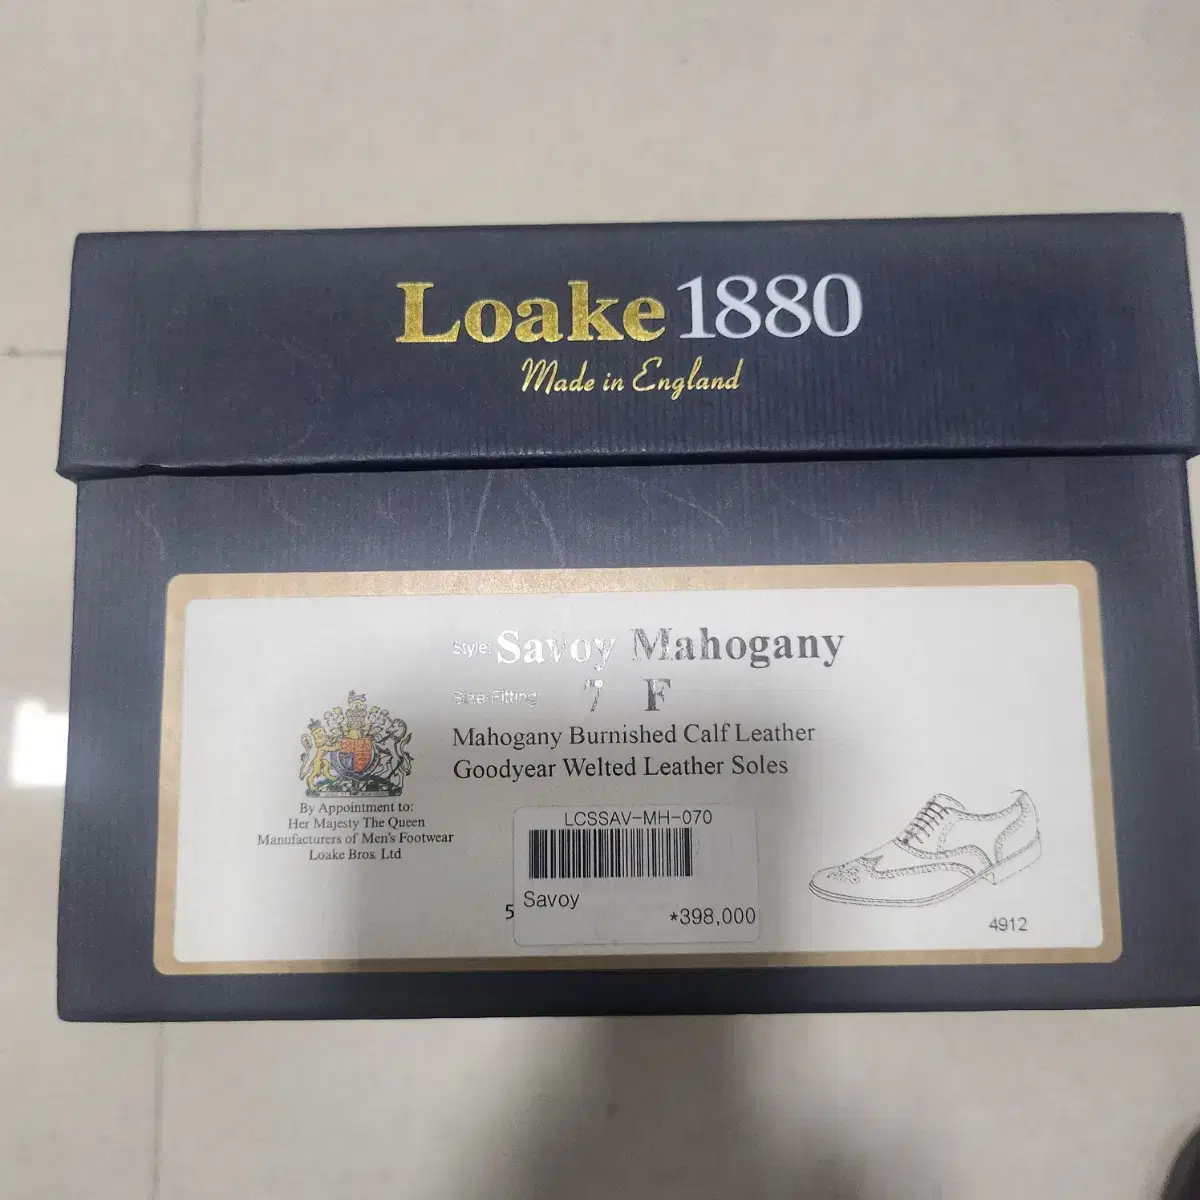 Loake 1880
Made in England
Style: Savoy Mahogany
Size-Fitting: 7 F
Mahogany Burnished Calf Leather
Goodyear Welted Leather Soles
By Appointment to:
Her Majesty The Queen
Manufacturers of Men's Footwear
Loake Bros. Ltd
LCSSAV-MH-070
5
Savoy
*398,000
4912